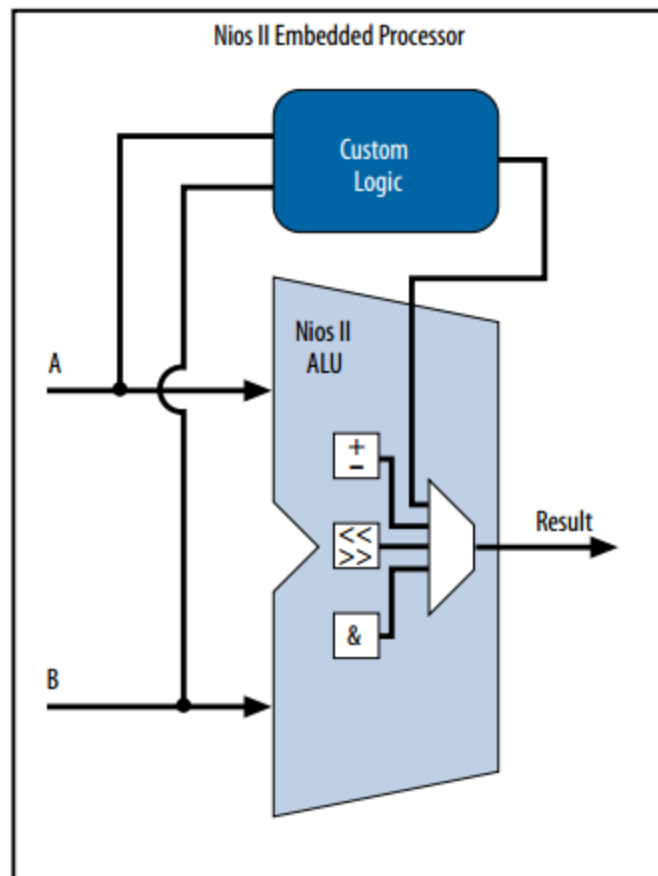 Nios II Embedded Processor
Custom
Logic
Nios II
ALU
A
+
−
<<
>>
Result
&
B